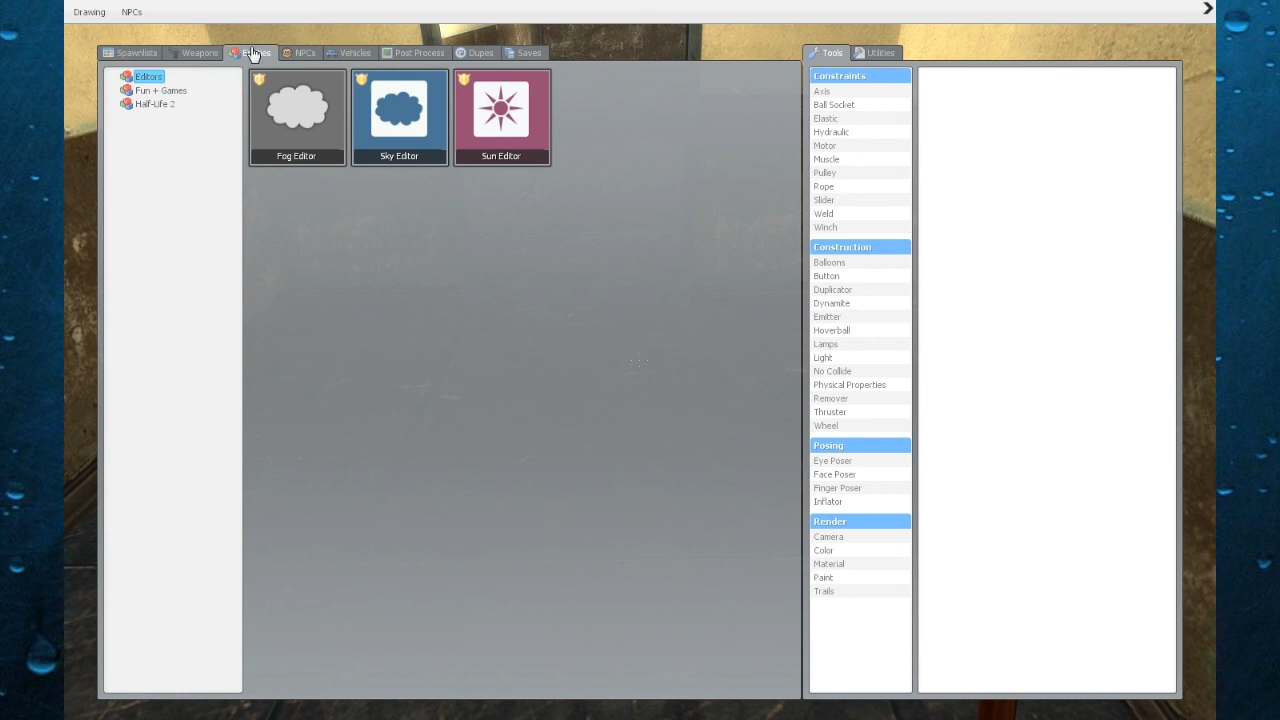 Drawing NPCs
Spawnlists Weapons NPCs Vehicles Post Process Dupes Saves
Editors
Fun + Games
Half-Life 2
Fog Editor Sky Editor Sun Editor
Tools Utilities
Constraints
Axis
Ball Socket
Elastic
Hydraulic
Motor
Muscle
Pulley
Rope
Slider
Weld
Winch
Construction
Balloons
Button
Duplicator
Dynamite
Emitter
Hoverball
Lamps
Light
No Collide
Physical Properties
Remover
Thruster
Wheel
Posing
Eye Poser
Face Poser
Finger Poser
Inflator
Render
Camera
Color
Material
Paint
Trails